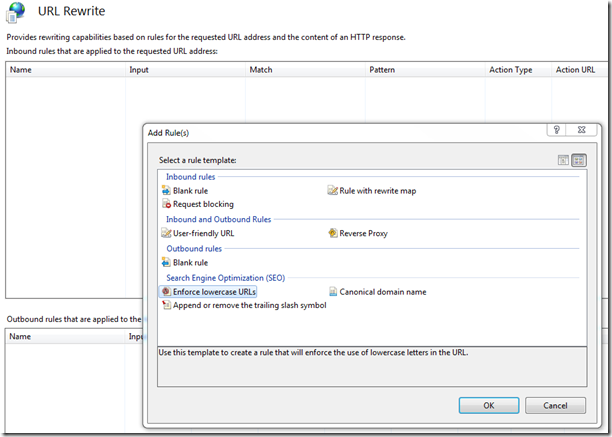 URL Rewrite
Provides rewriting capabilities based on rules for the requested URL address and the content of an HTTP response.
Inbound rules that are applied to the requested URL address:
Name Input Match Pattern Action Type Action URL
Add Rule(s)
Select a rule template:
Inbound rules
Blank rule Rule with rewrite map
Request blocking
Inbound and Outbound Rules
User-friendly URL Reverse Proxy
Outbound rules
Blank rule
Search Engine Optimization (SEO)
Enforce lowercase URLs Canonical domain name
Append or remove the trailing slash symbol
Outbound rules that are applied to the
Name
Use this template to create a rule that will enforce the use of lowercase letters in the URL.
OK Cancel